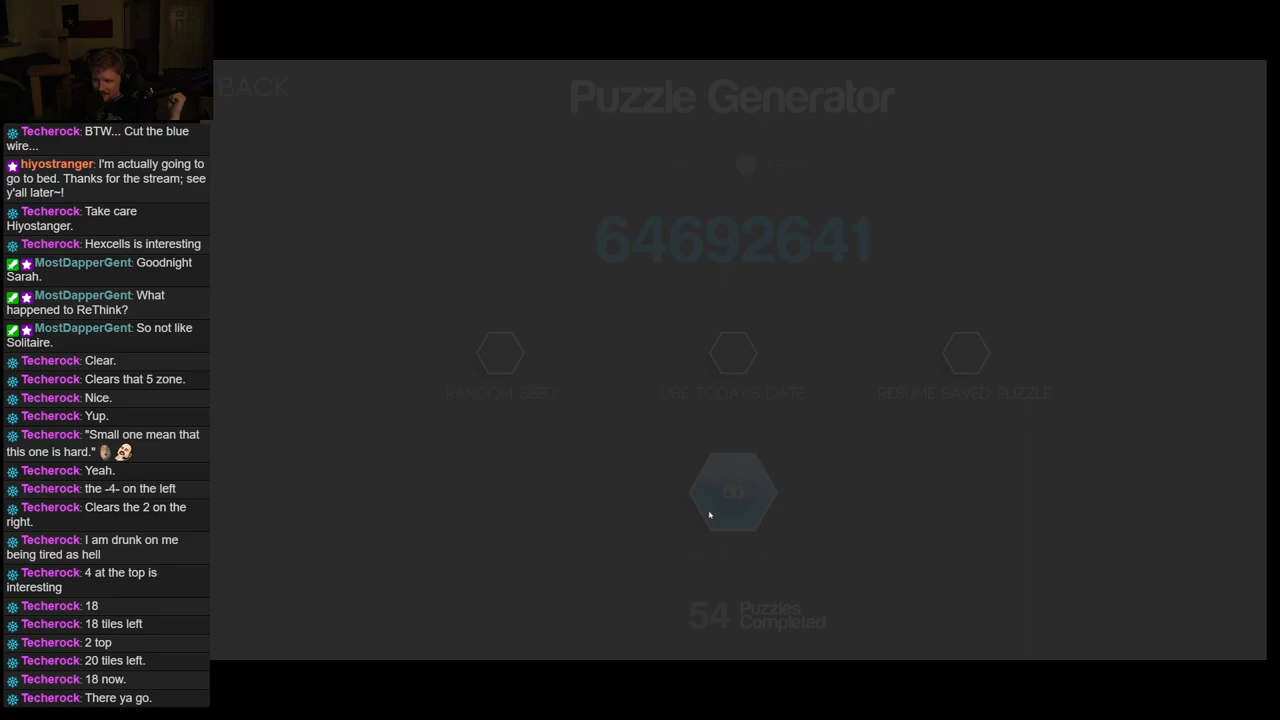 Techerock: BTW... Cut the blue
wire...
hiyostranger: I'm actually going to
go to bed. Thanks for the stream; see
y'all later~!
Techerock: Take care
Hiyostanger.
Techerock: Hexcells is interesting
MostDapperGent: Goodnight
Sarah.
MostDapperGent: What
happened to ReThink?
MostDapperGent: So not like
Solitaire.
Techerock: Clear.
Techerock: Clears that 5 zone.
Techerock: Nice.
Techerock: Yup.
Techerock: "Small one mean that
this one is hard."
Techerock: Yeah.
Techerock: the -4- on the left
Techerock: Clears the 2 on the
right.
Techerock: I am drunk on me
being tired as hell
Techerock: 4 at the top is
interesting
Techerock: 18
Techerock: 18 tiles left
Techerock: 2 top
Techerock: 20 tiles left.
Techerock: 18 now.
Techerock: There ya go.
BACK
Puzzle Generator
64692641
RANDOM SEED
USE TODAY'S DATE
RESUME SAVED PUZZLE
∞
54 Puzzles
Completed